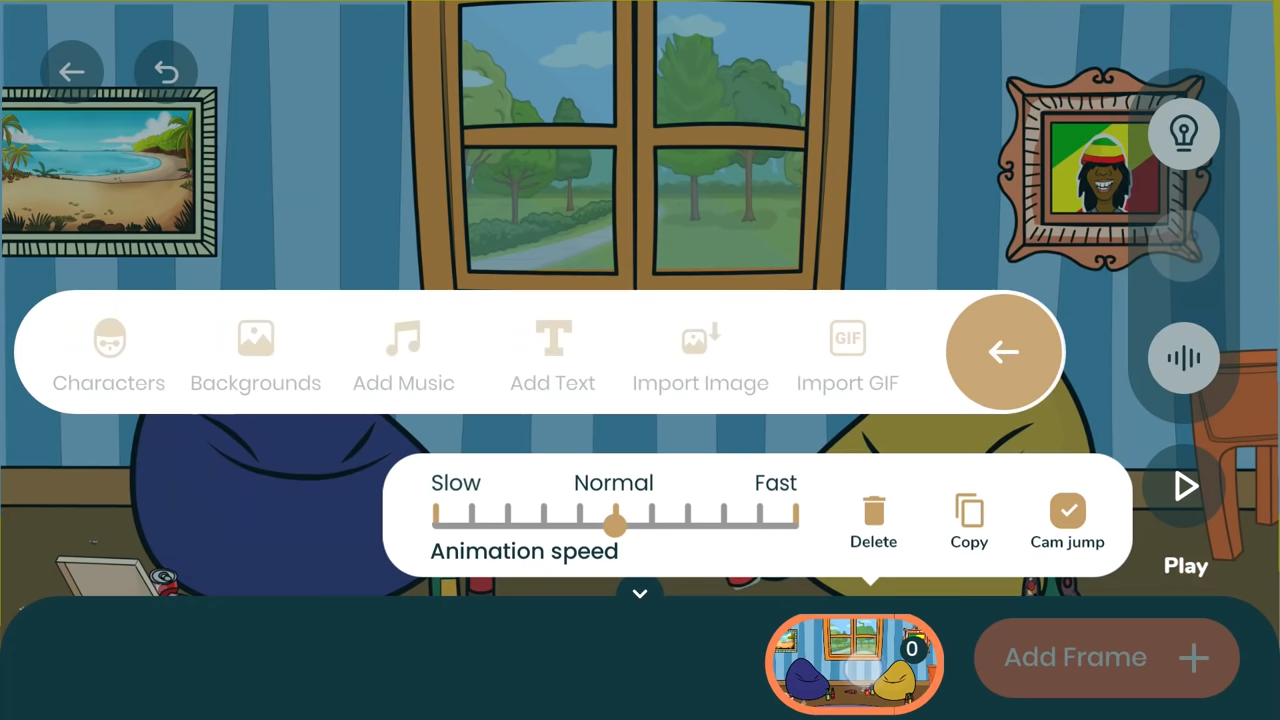 Characters
Backgrounds
Add Music
Add Text
Import Image
GIF
Import GIF
Slow
Normal
Fast
Animation speed
Delete
Copy
Cam jump
Play
0
Add Frame